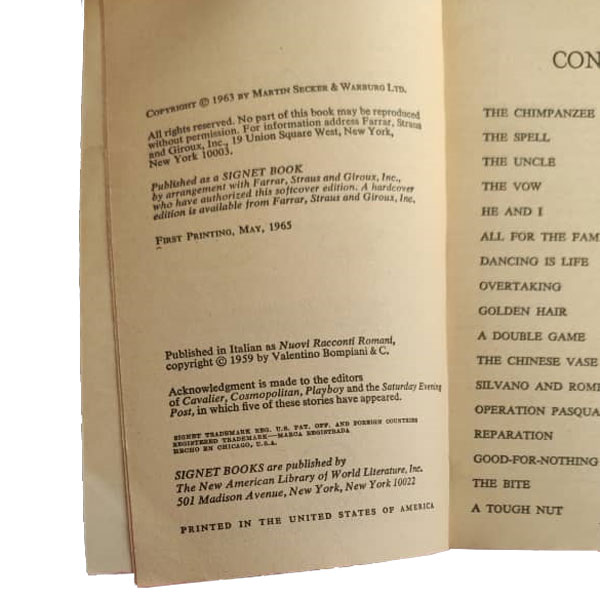 COPYRIGHT © 1963 BY MARTIN SECKER & WARBURG LTD.
All rights reserved. No part of this book may be reproduced
without permission. For information address Farrar, Straus
and Giroux, Inc., 19 Union Square West, New York,
New York 10003.
Published as a SIGNET BOOK
by arrangement with Farrar, Straus and Giroux, Inc.,
who have authorized this softcover edition. A hardcover
edition is available from Farrar, Straus and Giroux, Inc.
FIRST PRINTING, MAY, 1965
Published in Italian as Nuovi Racconti Romani,
copyright © 1959 by Valentino Bompiani & C.
Acknowledgment is made to the editors
of Cavalier, Cosmopolitan, Playboy and the Saturday Evening
Post, in which five of these stories have appeared.
SIGNET TRADEMARK REG. U.S. PAT. OFF. AND FOREIGN COUNTRIES
REGISTERED TRADEMARK—MARCA REGISTRADA
HECHO EN CHICAGO, U.S.A.
SIGNET BOOKS are published by
The New American Library of World Literature, Inc.
501 Madison Avenue, New York, New York 10022
PRINTED IN THE UNITED STATES OF AMERICA
CON
THE CHIMPANZEE
THE SPELL
THE UNCLE
THE VOW
HE AND I
ALL FOR THE FAM
DANCING IS LIFE
OVERTAKING
GOLDEN HAIR
A DOUBLE GAME
THE CHINESE VASE
SILVANO AND ROM
OPERATION PASQUA
REPARATION
GOOD-FOR-NOTHING
THE BITE
A TOUGH NUT